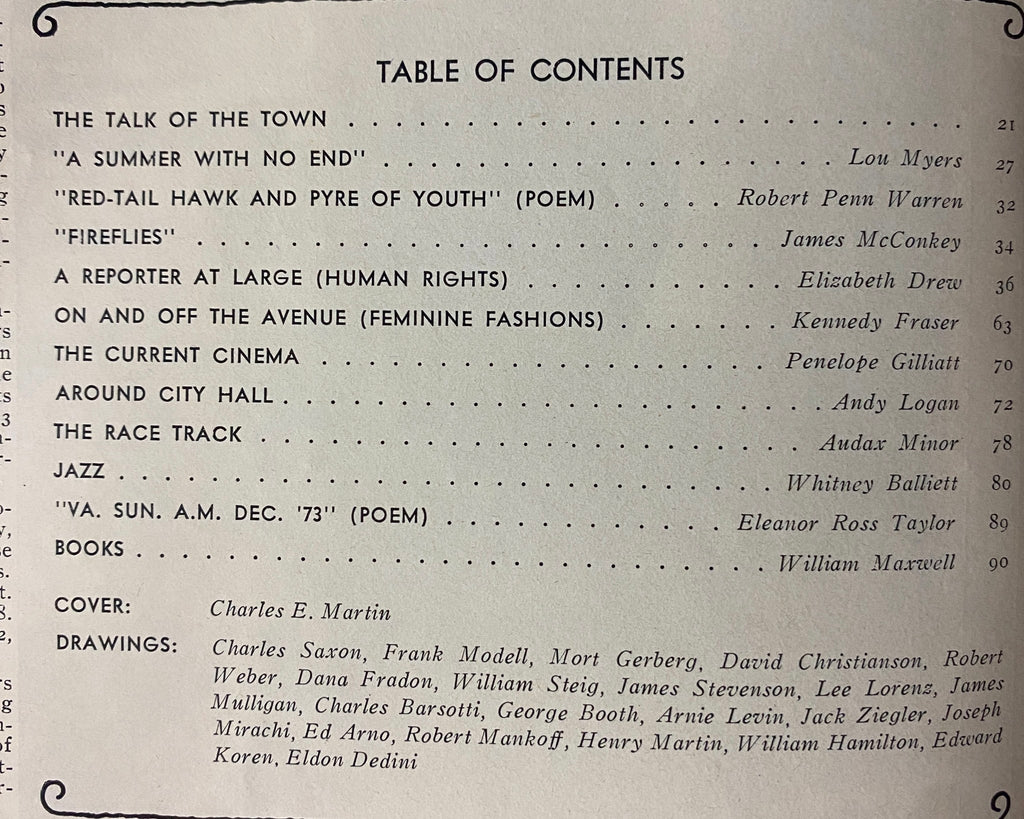 TABLE OF CONTENTS
THE TALK OF THE TOWN . . . . . . . . . . . . . . . . . . . . . . . . . . 21
"A SUMMER WITH NO END" . . . . . . . . . . . . . . . . . . . Lou Myers 27
"RED-TAIL HAWK AND PYRE OF YOUTH" (POEM) . . . . . Robert Penn Warren 32
"FIREFLIES" . . . . . . . . . . . . . . . . . . . . . . . . James McConkey 34
A REPORTER AT LARGE (HUMAN RIGHTS) . . . . . . . . . . . Elizabeth Drew 36
ON AND OFF THE AVENUE (FEMININE FASHIONS) . . . . . . . Kennedy Fraser 63
THE CURRENT CINEMA . . . . . . . . . . . . . . . . . . . Penelope Gilliatt 70
AROUND CITY HALL . . . . . . . . . . . . . . . . . . . . . . . Andy Logan 72
THE RACE TRACK . . . . . . . . . . . . . . . . . . . . . . . Audax Minor 78
JAZZ . . . . . . . . . . . . . . . . . . . . . . . . . . . . Whitney Balliett 80
"VA. SUN. A.M. DEC. '73" (POEM) . . . . . . . . . . . . Eleanor Ross Taylor 89
BOOKS . . . . . . . . . . . . . . . . . . . . . . . . . . . William Maxwell 90
COVER: Charles E. Martin
DRAWINGS: Charles Saxon, Frank Modell, Mort Gerberg, David Christianson, Robert
Weber, Dana Fradon, William Steig, James Stevenson, Lee Lorenz, James
Mulligan, Charles Barsotti, George Booth, Arnie Levin, Jack Ziegler, Joseph
Mirachi, Ed Arno, Robert Mankoff, Henry Martin, William Hamilton, Edward
Koren, Eldon Dedini